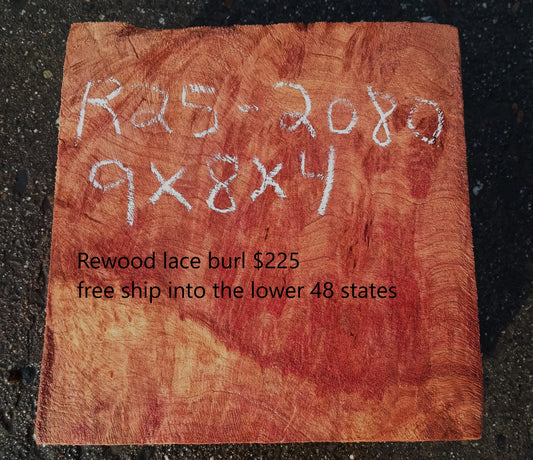 R25-2080
9x8x4
Rewood lace burl $225
free ship into the lower 48 states